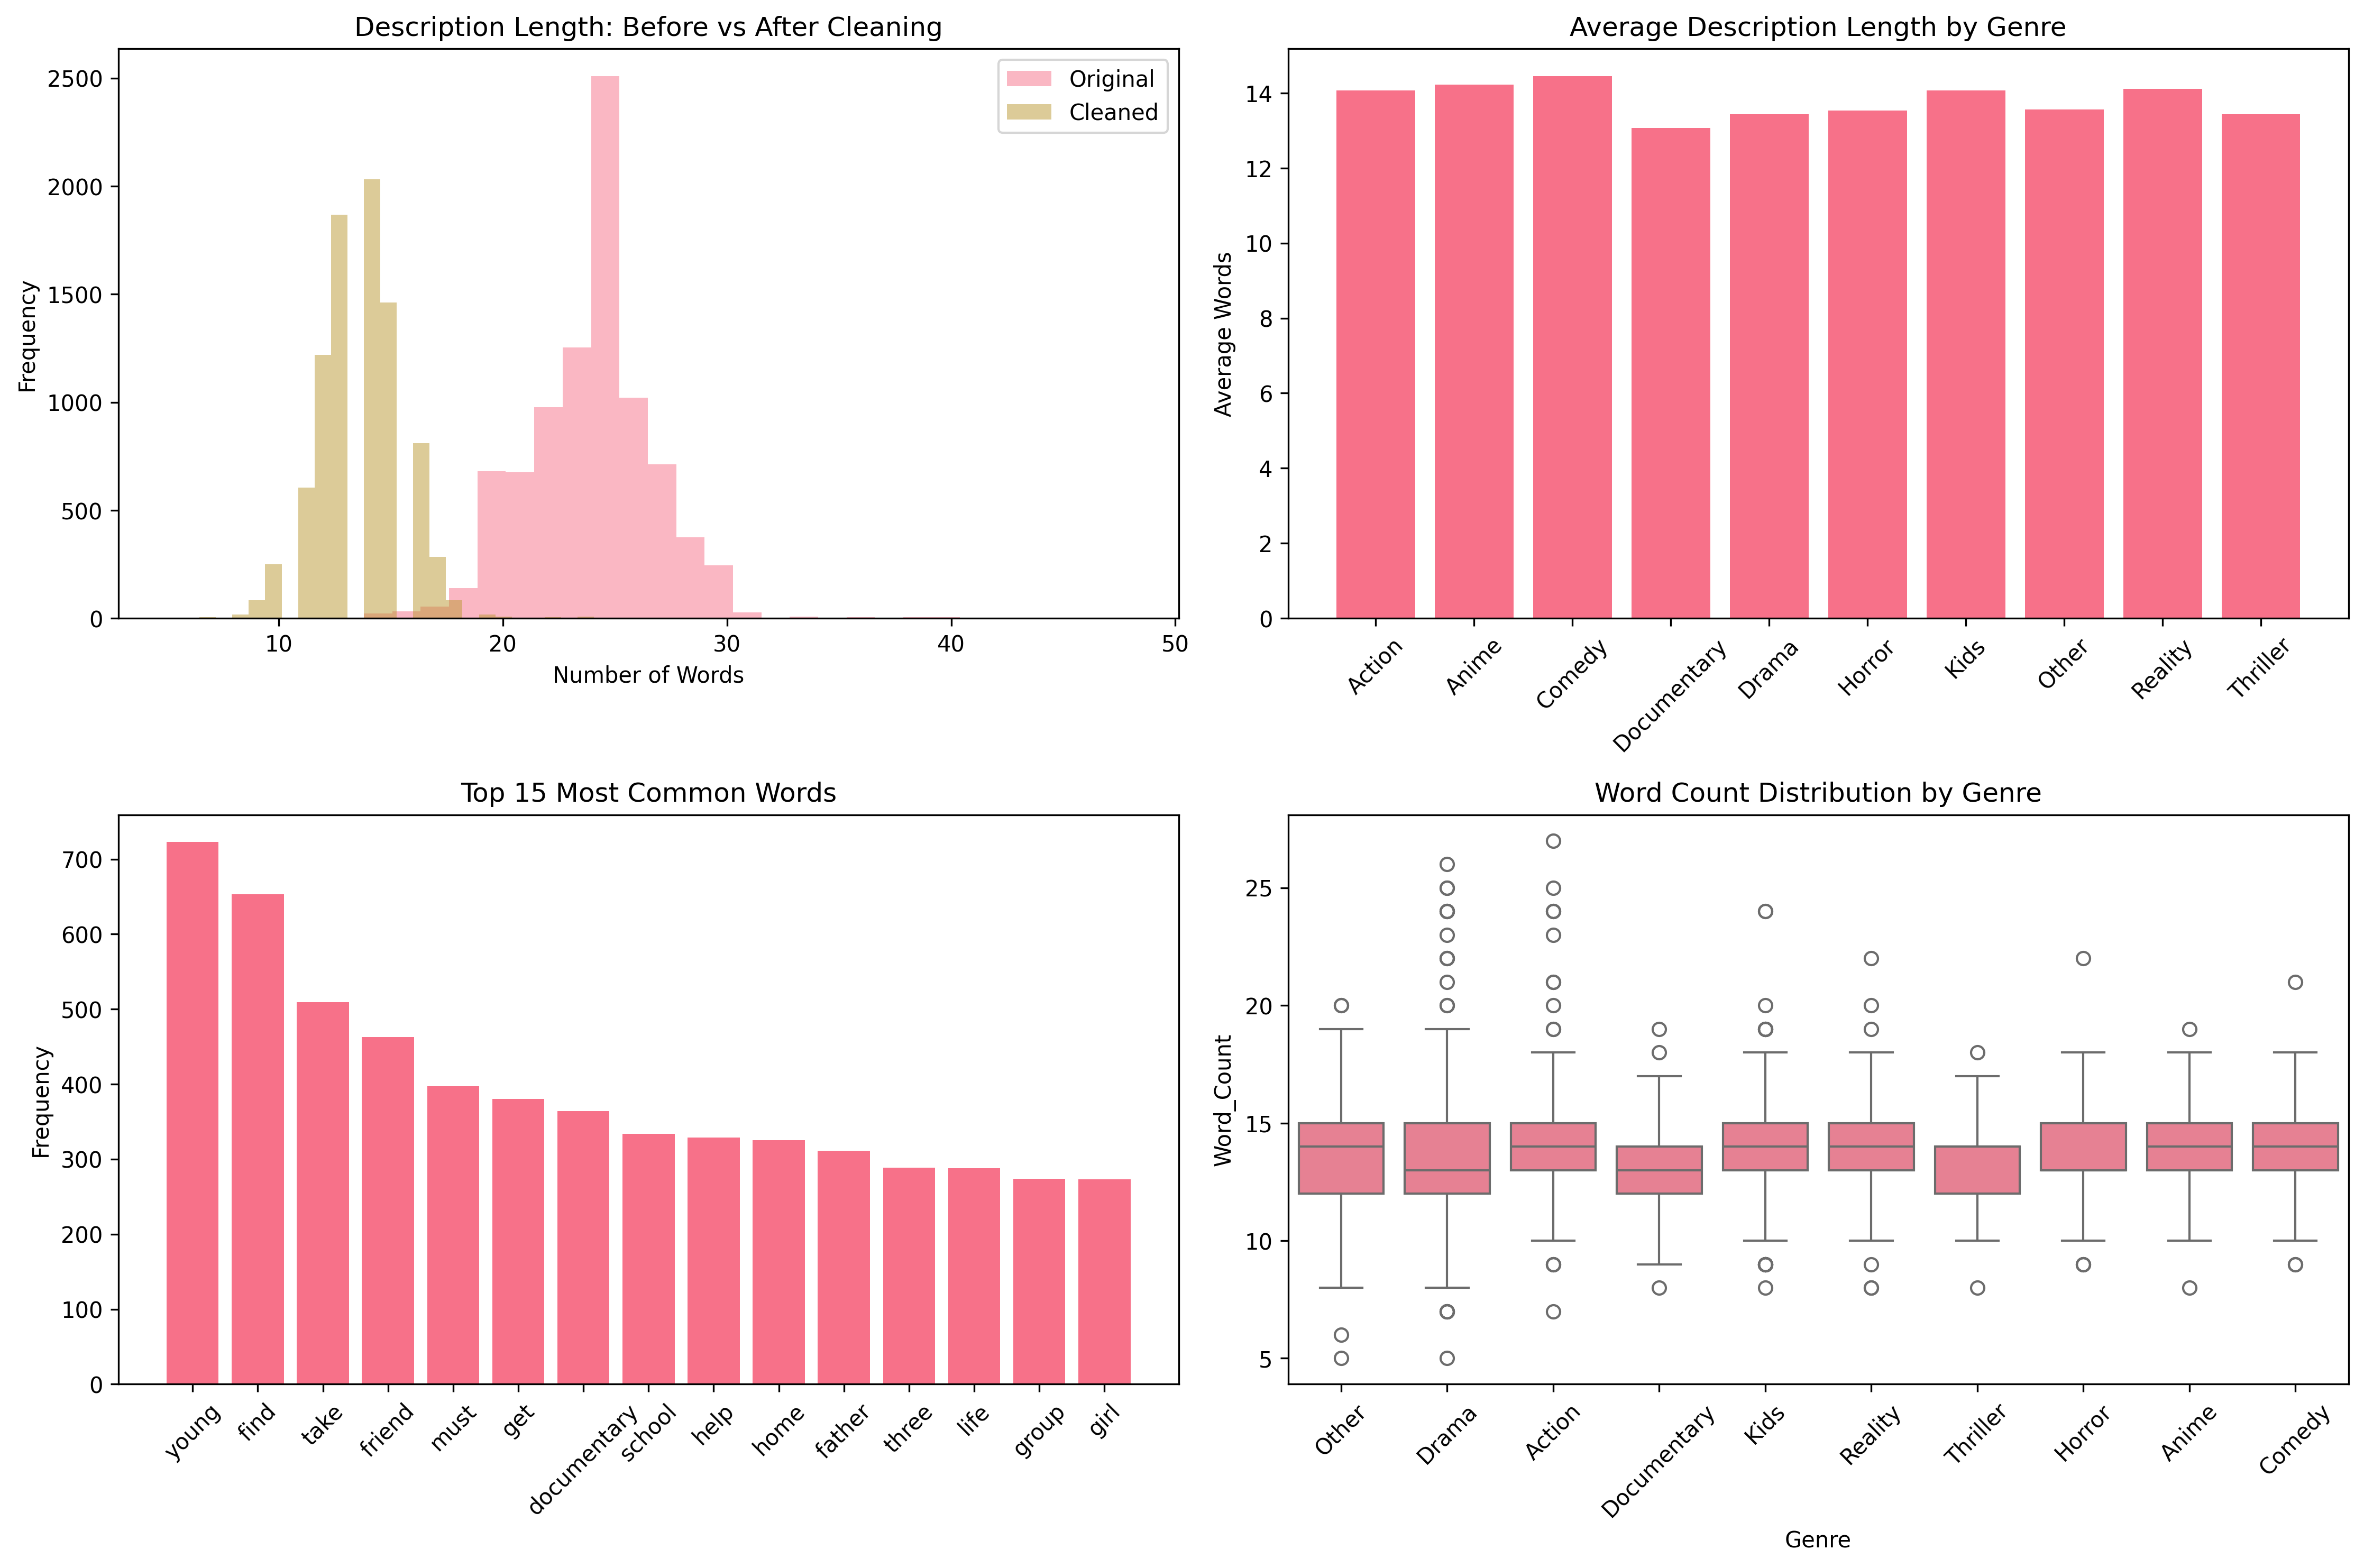 Description Length: Before vs After Cleaning
Original
Cleaned
Frequency
2500
2000
1500
1000
500
0
10 20 30 40 50
Number of Words
Average Description Length by Genre
Average Words
14
12
10
8
6
4
2
0
Action Anime Comedy Documentary Drama Horror Kids Other Reality Thriller
Top 15 Most Common Words
Frequency
700
600
500
400
300
200
100
0
young find take friend must get documentary school help home father three life group girl
Word Count Distribution by Genre
Word_Count
25
20
15
10
5
Other Drama Action Documentary Kids Reality Thriller Horror Anime Comedy
Genre